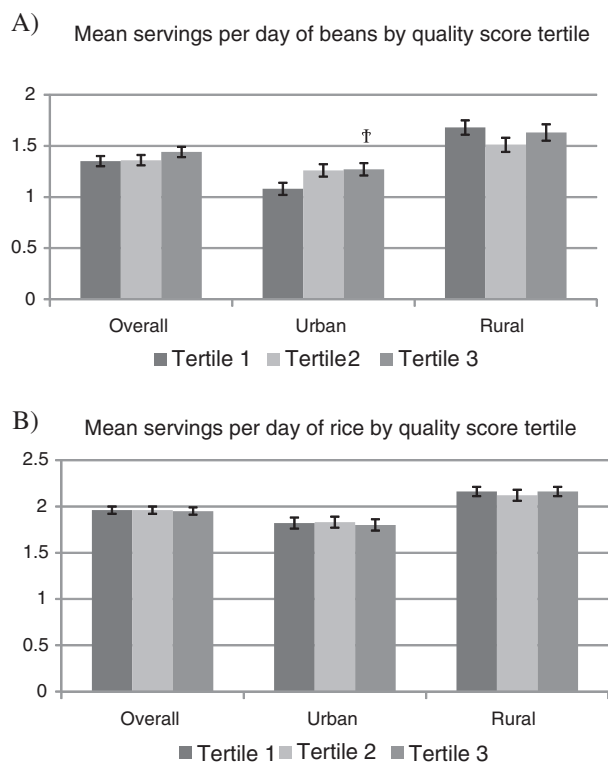 A)
Mean servings per day of beans by quality score tertile
2
1.5
1
0.5
0
†
Overall Urban Rural
Tertile 1 Tertile2 Tertile 3
B)
Mean servings per day of rice by quality score tertile
2.5
2
1.5
1
0.5
0
Overall Urban Rural
Tertile 1 Tertile 2 Tertile 3